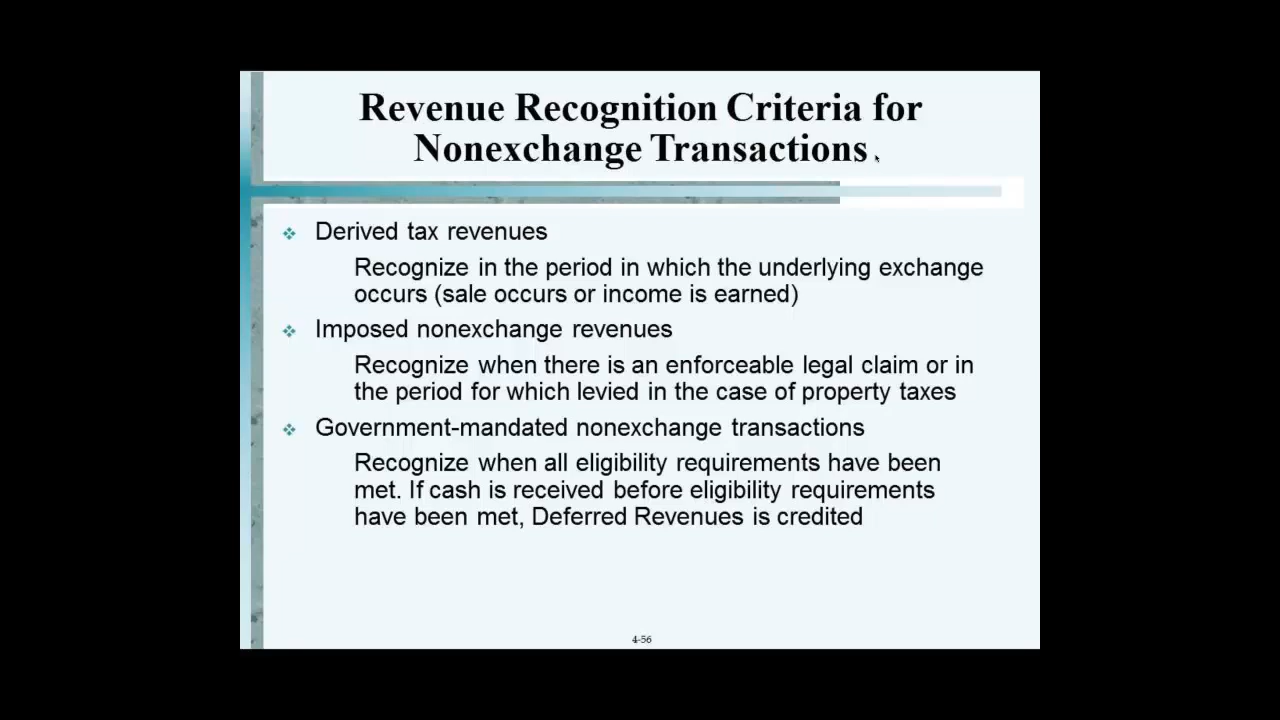 Revenue Recognition Criteria for
Nonexchange Transactions
Derived tax revenues
Recognize in the period in which the underlying exchange
occurs (sale occurs or income is earned)
Imposed nonexchange revenues
Recognize when there is an enforceable legal claim or in
the period for which levied in the case of property taxes
Government-mandated nonexchange transactions
Recognize when all eligibility requirements have been
met. If cash is received before eligibility requirements
have been met, Deferred Revenues is credited
4-56